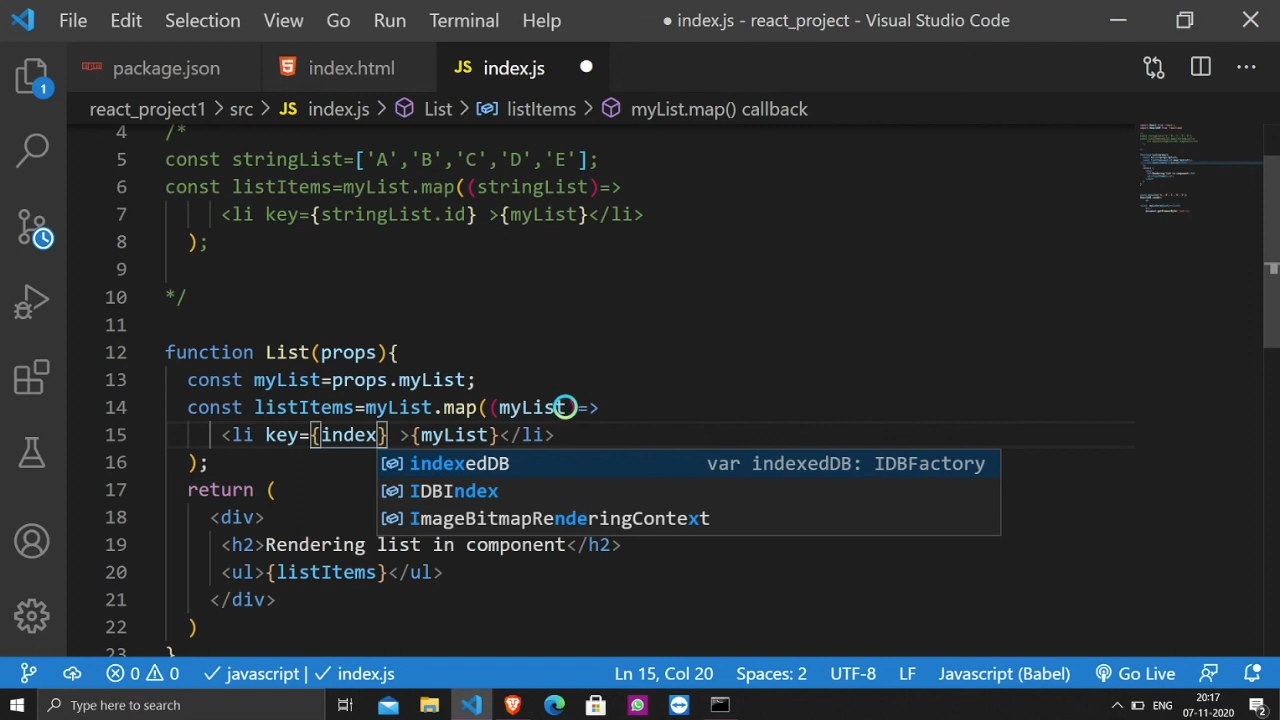 File Edit Selection View Go Run Terminal Help ● index.js - react_project - Visual Studio Code
package.json index.html JS index.js
react_project1 > src > JS index.js > List > listItems > myList.map() callback
4 /*
5 const stringList=['A','B','C','D','E'];
6 const listItems=myList.map((stringList)=>
7 <li key={stringList.id} >{myList}</li>
8 );
9
10 */
11
12 function List(props){
13 const myList=props.myList;
14 const listItems=myList.map((myList)=>
15 <li key={index} >{myList}</li>
indexedDB var indexedDB: IDBFactory
IDBIndex
ImageBitmapRenderingContext
16 );
17 return (
18 <div>
19 <h2>Rendering list in component</h2>
20 <ul>{listItems}</ul>
21 </div>
22 )
23 }
1
0 0 javascript | index.js Ln 15, Col 20 Spaces: 2 UTF-8 LF Javascript (Babel) Go Live
Type here to search ENG 20:17
07-11-2020 2